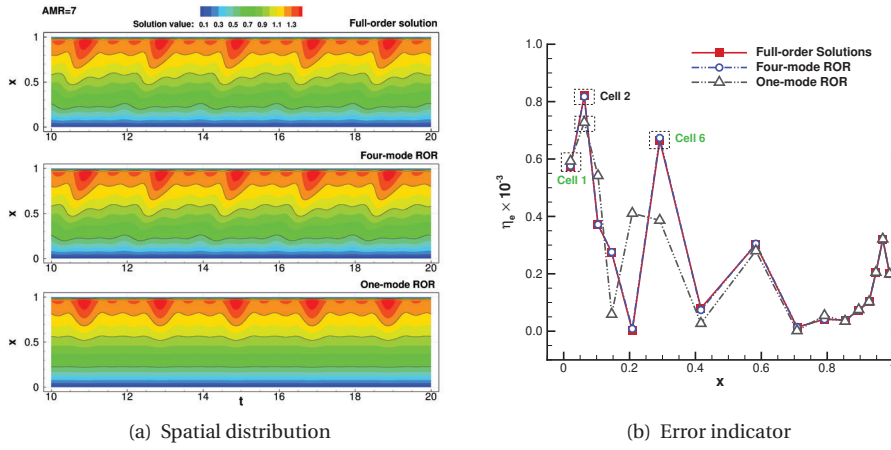 AMR=7
Solution value: 0.1 0.3 0.5 0.7 0.9 1.1 1.3
Full-order solution
1
0.5
0
x
10 12 14 16 18 20
Four-mode ROR
1
0.5
0
x
10 12 14 16 18 20
One-mode ROR
1
0.5
0
x
10 12 14 16 18 20
t
(a) Spatial distribution
1.0
0.8
0.6
0.4
0.2
0.0
ηe × 10⁻³
Full-order Solutions
Four-mode ROR
One-mode ROR
Cell 2
Cell 6
Cell 1
0 0.2 0.4 0.6 0.8
x
(b) Error indicator